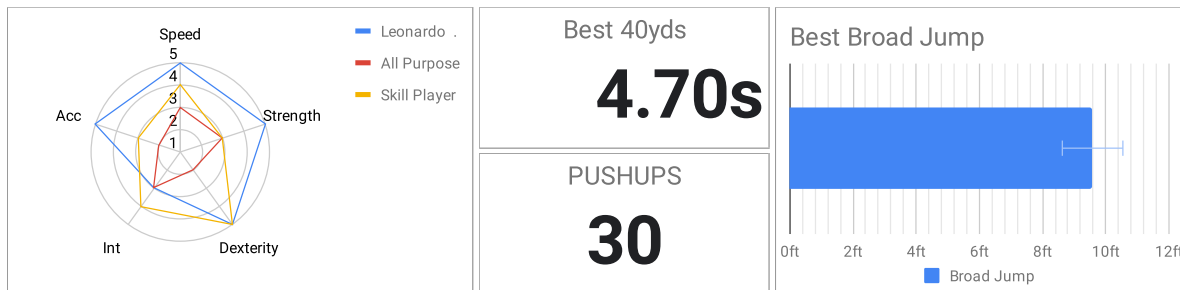 Speed
5
4
3
2
1
Acc
Strength
Int
Dexterity
Leonardo .
All Purpose
Skill Player
Best 40yds
4.70s
PUSHUPS
30
Best Broad Jump
0ft 2ft 4ft 6ft 8ft 10ft 12ft
Broad Jump